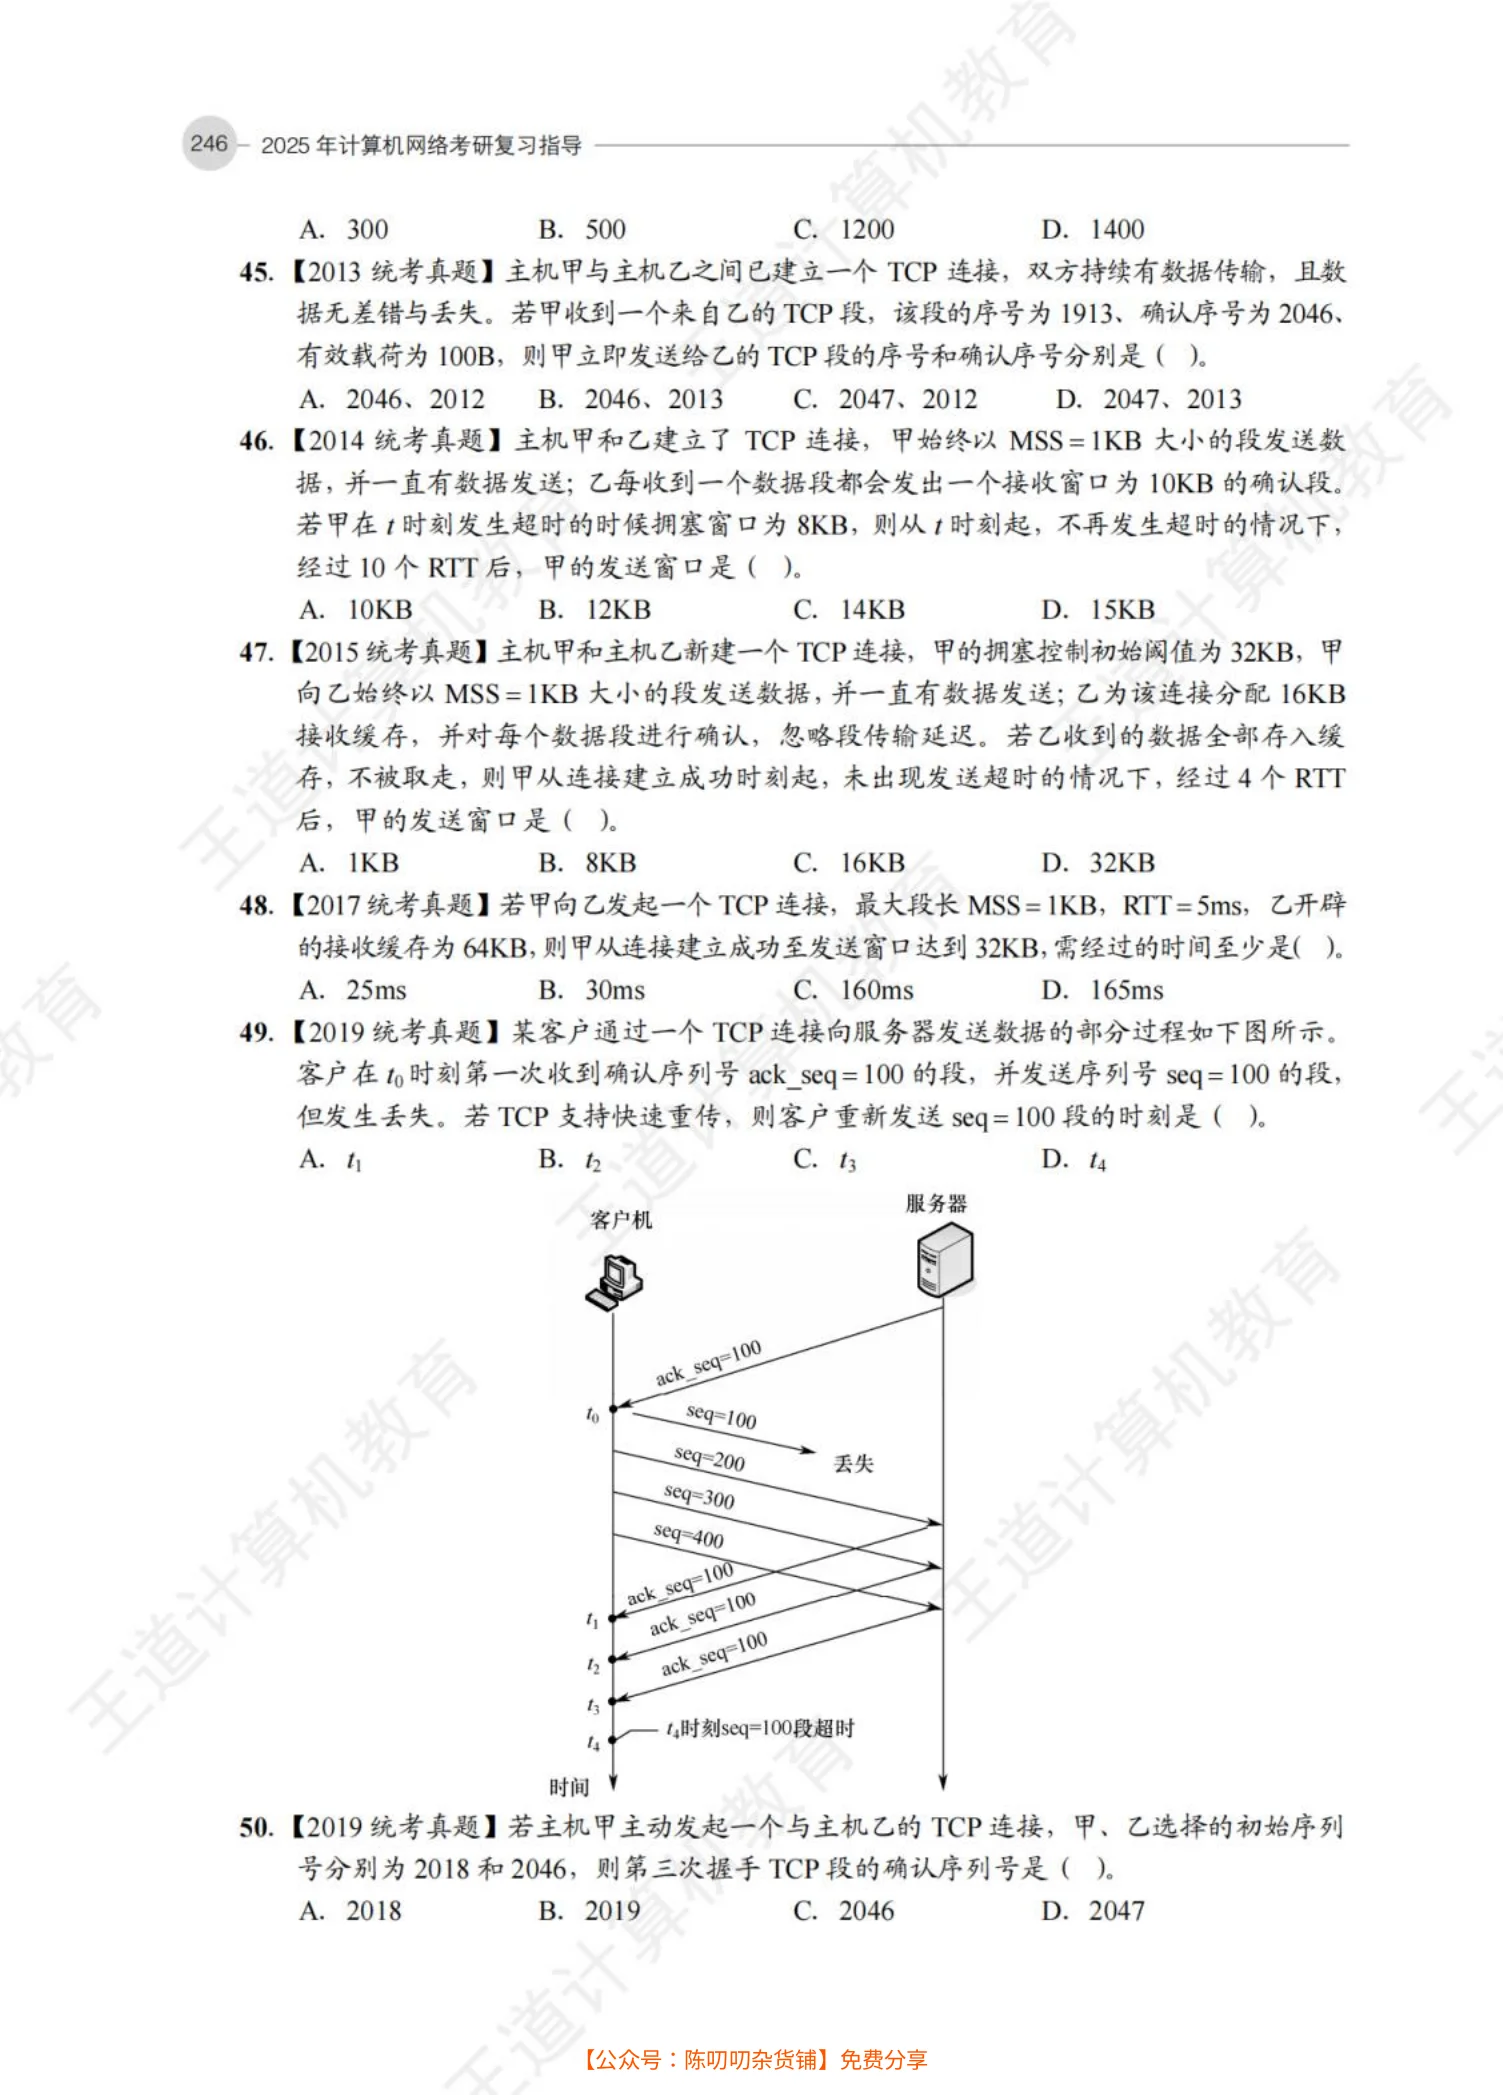 246 2025 年计算机网络考研复习指导
A. 300 B. 500 C. 1200 D. 1400
45. 【2013 统考真题】主机甲与主机乙之间已建立一个 TCP 连接，双方持续有数据传输，且数
据无差错与丢失。若甲收到一个来自乙的 TCP 段，该段的序号为 1913、确认序号为 2046、
有效载荷为 100B，则甲立即发送给乙的 TCP 段的序号和确认序号分别是（ ）。
A. 2046、2012 B. 2046、2013 C. 2047、2012 D. 2047、2013
46. 【2014 统考真题】主机甲和乙建立了 TCP 连接，甲始终以 MSS = 1KB 大小的段发送数
据，并一直有数据发送；乙每收到一个数据段都会发出一个接收窗口为 10KB 的确认段。
若甲在 t 时刻发生超时的时候拥塞窗口为 8KB，则从 t 时刻起，不再发生超时的情况下，
经过 10 个 RTT 后，甲的发送窗口是（ ）。
A. 10KB B. 12KB C. 14KB D. 15KB
47. 【2015 统考真题】主机甲和主机乙新建一个 TCP 连接，甲的拥塞控制初始阈值为 32KB，甲
向乙始终以 MSS = 1KB 大小的段发送数据，并一直有数据发送；乙为该连接分配 16KB
接收缓存，并对每个数据段进行确认，忽略段传输延迟。若乙收到的数据全部存入缓
存，不被取走，则甲从连接建立成功时刻起，未出现发送超时的情况下，经过 4 个 RTT
后，甲的发送窗口是（ ）。
A. 1KB B. 8KB C. 16KB D. 32KB
48. 【2017 统考真题】若甲向乙发起一个 TCP 连接，最大段长 MSS = 1KB，RTT = 5ms，乙开辟
的接收缓存为 64KB，则甲从连接建立成功至发送窗口达到 32KB，需经过的时间至少是（ ）。
A. 25ms B. 30ms C. 160ms D. 165ms
49. 【2019 统考真题】某客户通过一个 TCP 连接向服务器发送数据的部分过程如下图所示。
客户在 t0 时刻第一次收到确认序列号 ack_seq = 100 的段，并发送序列号 seq = 100 的段，
但发生丢失。若 TCP 支持快速重传，则客户重新发送 seq = 100 段的时刻是（ ）。
A. t1 B. t2 C. t3 D. t4
服务器
客户机
ack_seq=100
t0
seq=100
seq=200
丢失
seq=300
seq=400
ack_seq=100
t1
ack_seq=100
t2
ack_seq=100
t3
t4时刻seq=100段超时
t4
时间
50. 【2019 统考真题】若主机甲主动发起一个与主机乙的 TCP 连接，甲、乙选择的初始序列
号分别为 2018 和 2046，则第三次握手 TCP 段的确认序列号是（ ）。
A. 2018 B. 2019 C. 2046 D. 2047
王道计算机教育
【公众号：陈叨叨杂货铺】免费分享